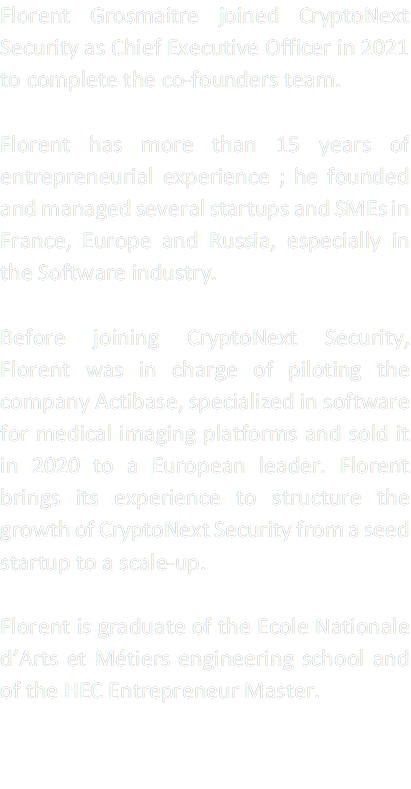 Florent Grosmaitre joined CryptoNext
Security as Chief Executive Officer in 2021
to complete the co-founders team.
Florent has more than 15 years of
entrepreneurial experience ; he founded
and managed several startups and SMEs in
France, Europe and Russia, especially in
the Software industry.
Before joining CryptoNext Security,
Florent was in charge of piloting the
company Actibase, specialized in software
for medical imaging platforms and sold it
in 2020 to a European leader. Florent
brings its experience to structure the
growth of CryptoNext Security from a seed
startup to a scale-up.
Florent is graduate of the Ecole Nationale
d’Arts et Métiers engineering school and
of the HEC Entrepreneur Master.